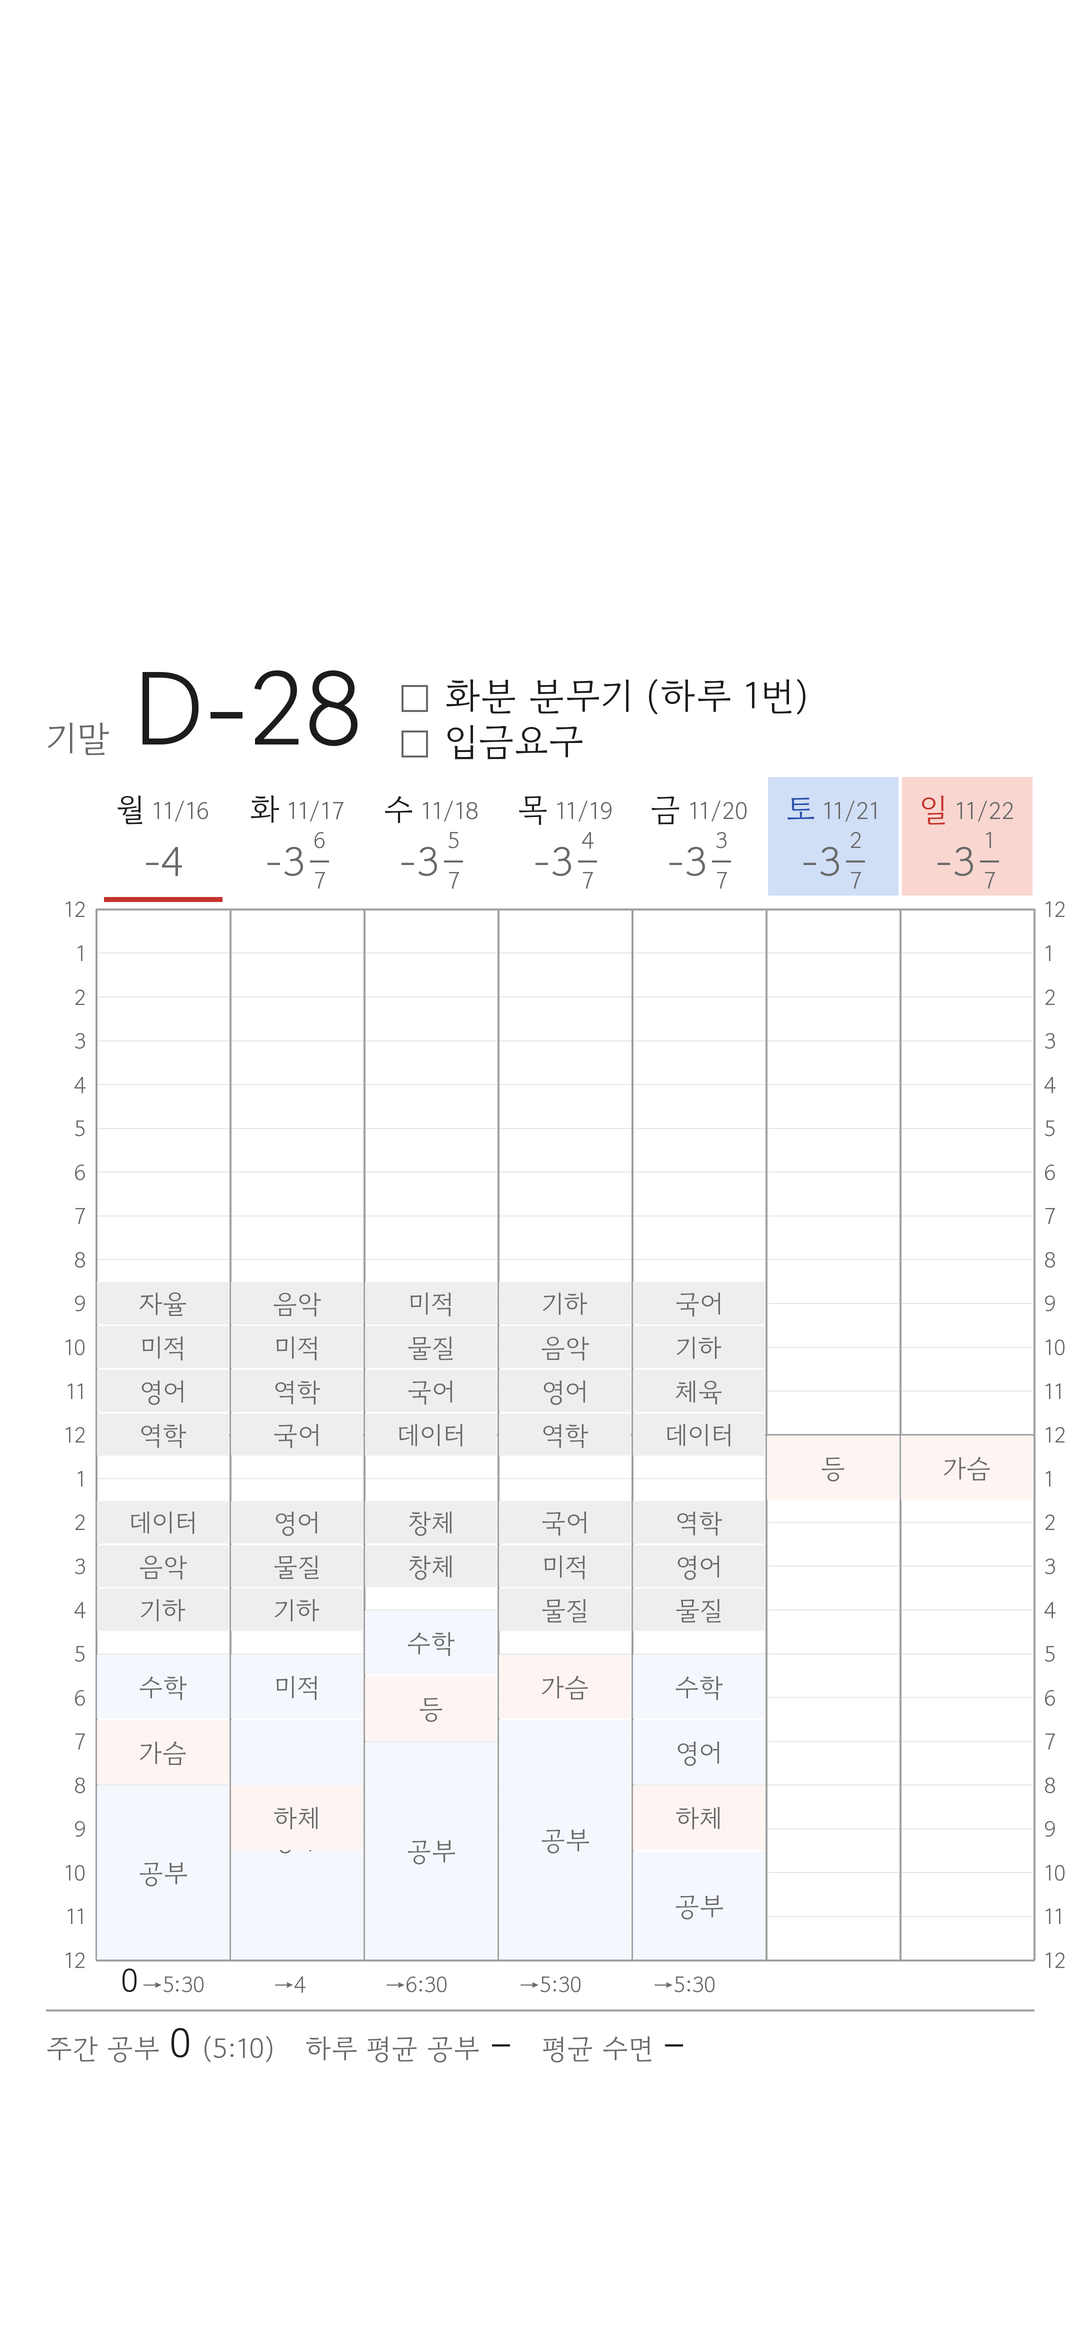 기말 D-28
□ 화분 분무기 (하루 1번)
□ 입금요구
월 11/16 화 11/17 수 11/18 목 11/19 금 11/20 토 11/21 일 11/22
-4 -3 6/7 -3 5/7 -3 4/7 -3 3/7 -3 2/7 -3 1/7
12 12
1 1
2 2
3 3
4 4
5 5
6 6
7 7
8 8
9 자율 음악 미적 기하 국어 9
10 미적 미적 물질 음악 기하 10
11 영어 역학 국어 영어 체육 11
12 역학 국어 데이터 역학 데이터 12
1 등 가슴 1
2 데이터 영어 창체 국어 역학 2
3 음악 물질 창체 미적 영어 3
4 기하 기하 물질 물질 4
수학
5 5
6 수학 미적 등 가슴 수학 6
7 가슴 영어 7
8 8
9 하체 공부 공부 하체 9
10 공부 10
11 공부 11
12 12
0 →5:30 →4 →6:30 →5:30 →5:30
주간 공부 0 (5:10) 하루 평균 공부 – 평균 수면 –